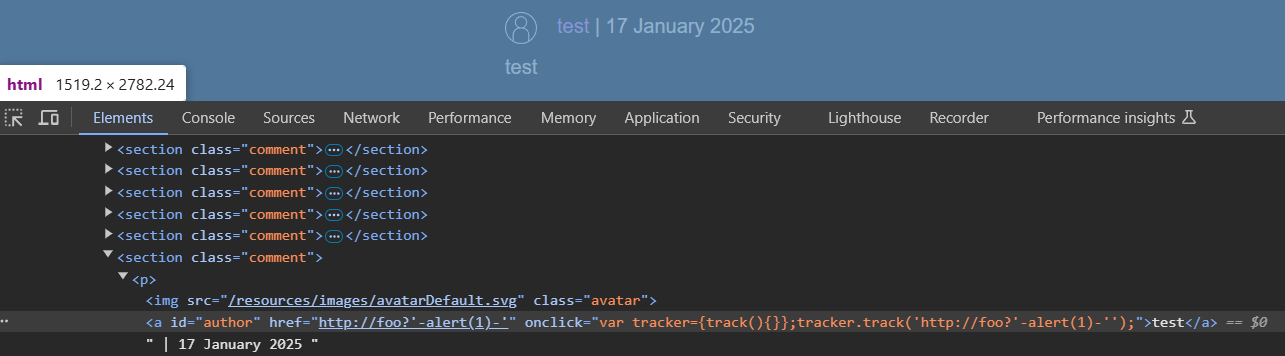 test | 17 January 2025
test
html 1519.2 × 2782.24
Elements Console Sources Network Performance Memory Application Security Lighthouse Recorder Performance insights
<section class="comment"> ••• </section>
<section class="comment"> ••• </section>
<section class="comment"> ••• </section>
<section class="comment"> ••• </section>
<section class="comment"> ••• </section>
<section class="comment">
<p>
<img src="/resources/images/avatarDefault.svg" class="avatar">
<a id="author" href="http://foo?'-alert(1)-'" onclick="var tracker={track(){}};tracker.track('http://foo?'-alert(1)-'');">test</a> == $0
" | 17 January 2025 "